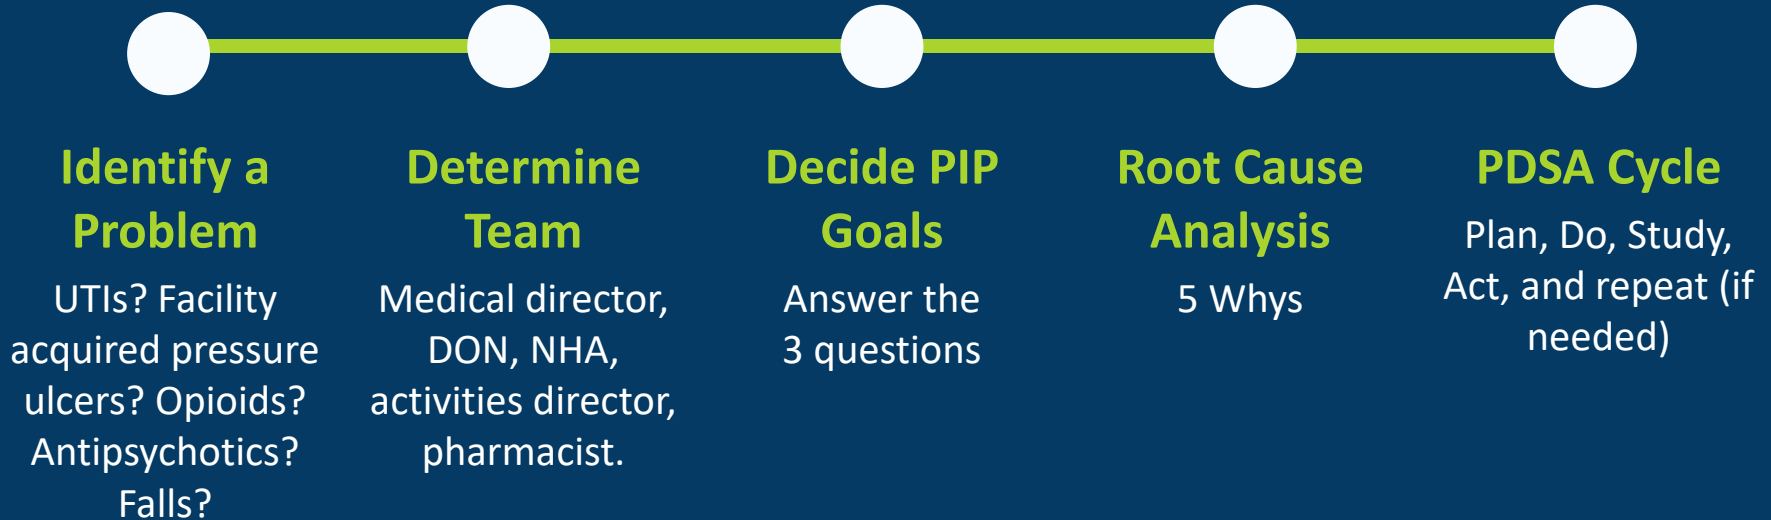 Identify a
Problem
UTIs? Facility
acquired pressure
ulcers? Opioids?
Antipsychotics?
Falls?
Determine
Team
Medical director,
DON, NHA,
activities director,
pharmacist.
Decide PIP
Goals
Answer the
3 questions
Root Cause
Analysis
5 Whys
PDSA Cycle
Plan, Do, Study,
Act, and repeat (if
needed)